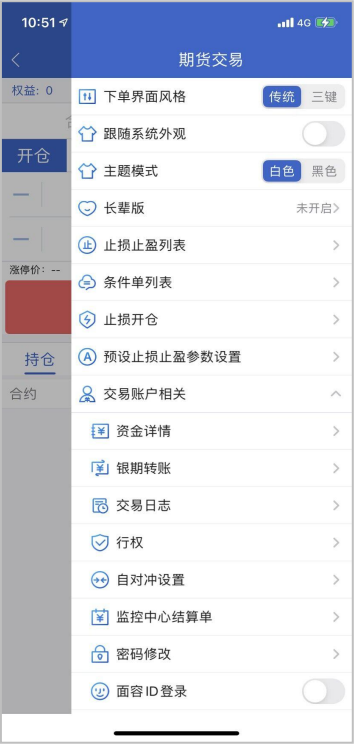 10:51
4G
期货交易
权益: 0
下单界面风格
传统
三键
跟随系统外观
开仓
主题模式
白色
黑色
长辈版
未开启
止
止损止盈列表
涨停价: --
条件单列表
止损开仓
持仓
A
预设止损止盈参数设置
合约
交易账户相关
资金详情
银期转账
交易日志
行权
自对冲设置
监控中心结算单
密码修改
面容ID登录